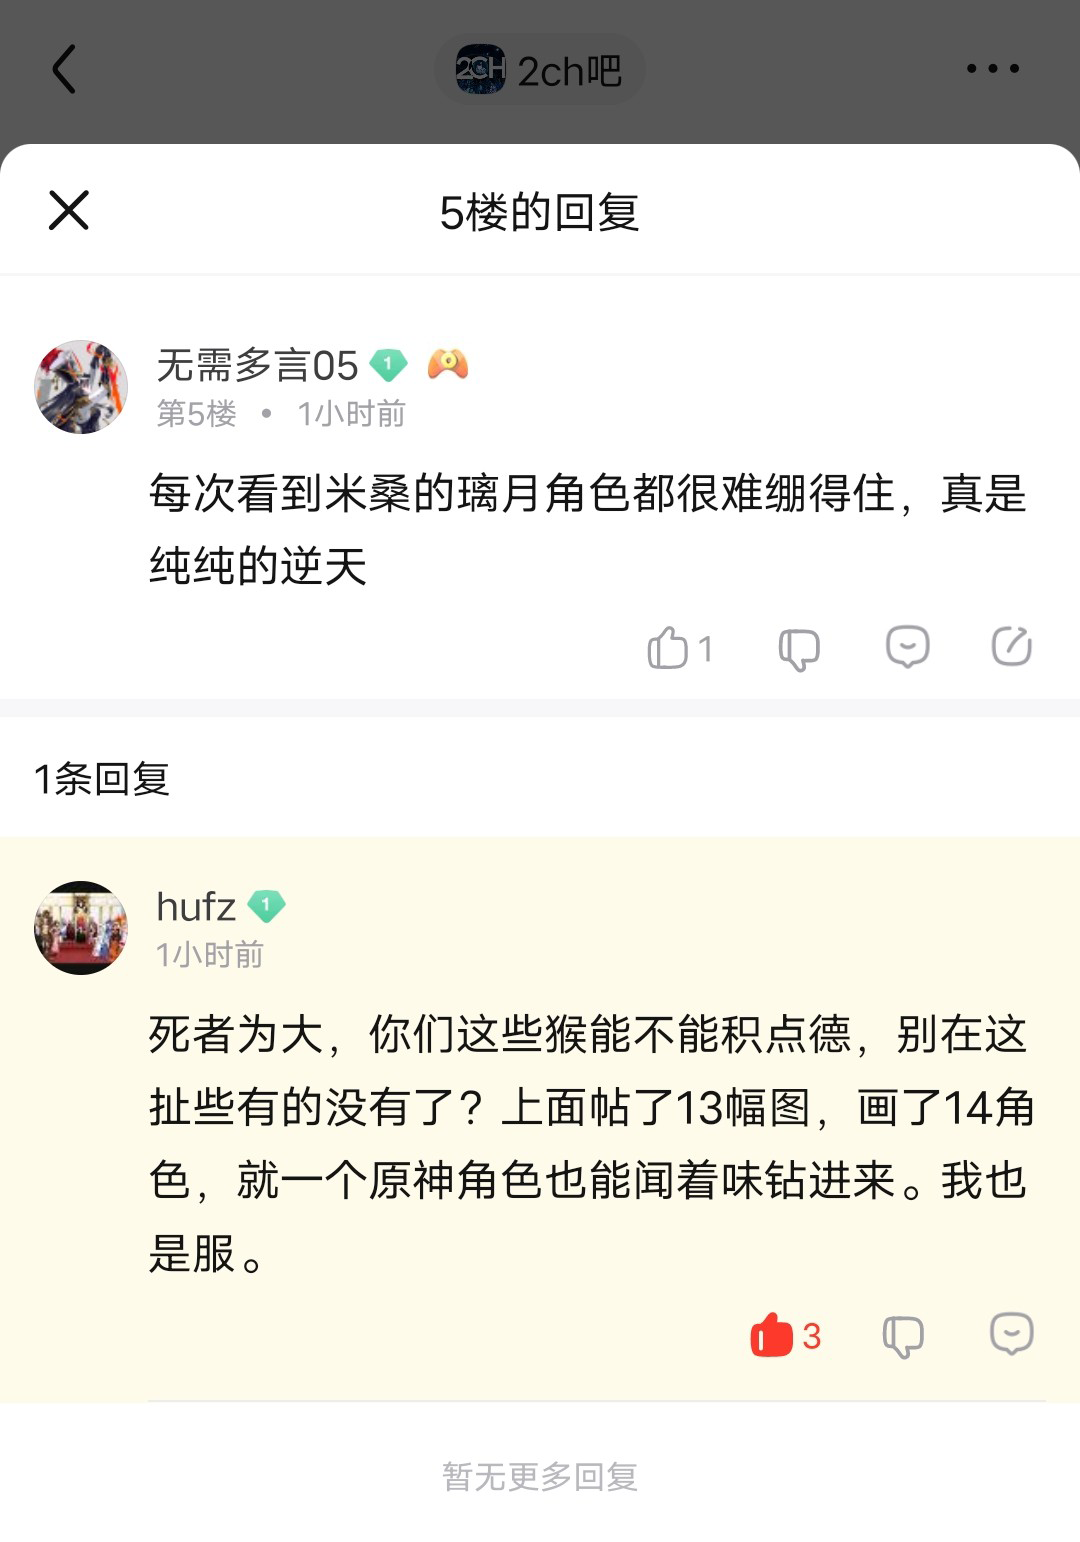 2CH 2ch吧
5楼的回复
无需多言05 1
第5楼 • 1小时前
每次看到米桑的璃月角色都很难绷得住，真是
纯纯的逆天
1
1条回复
hufz 1
1小时前
死者为大，你们这些猴能不能积点德，别在这
扯些有的没有了？上面帖了13幅图，画了14角
色，就一个原神角色也能闻着味钻进来。我也
是服。
3
暂无更多回复